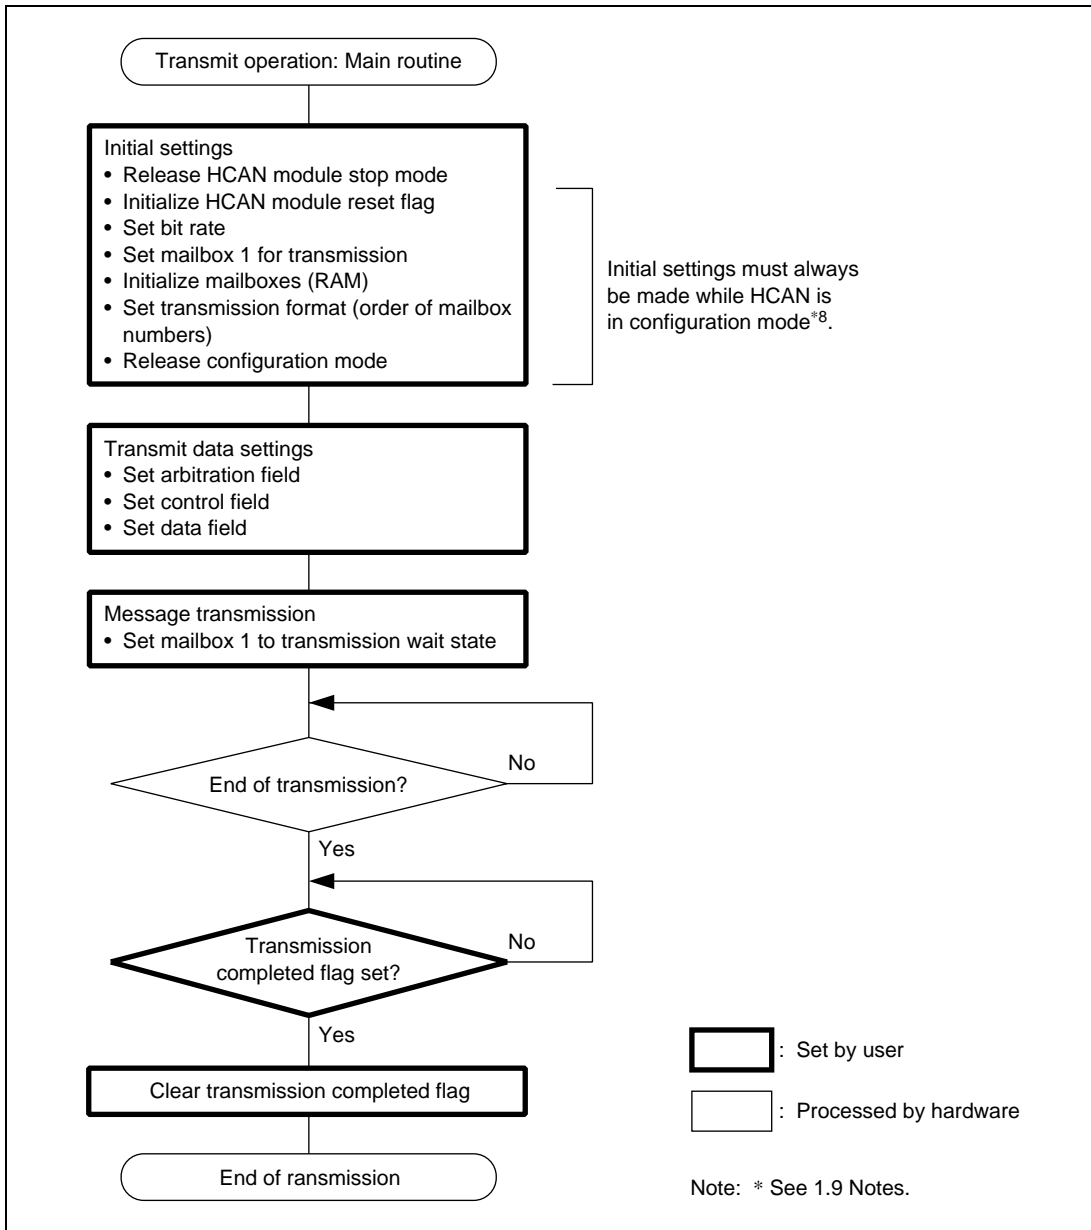 Transmit operation: Main routine
Initial settings
• Release HCAN module stop mode
• Initialize HCAN module reset flag
• Set bit rate
• Set mailbox 1 for transmission
• Initialize mailboxes (RAM)
• Set transmission format (order of mailbox
numbers)
• Release configuration mode
Initial settings must always
be made while HCAN is
in configuration mode*8.
Transmit data settings
• Set arbitration field
• Set control field
• Set data field
Message transmission
• Set mailbox 1 to transmission wait state
End of transmission?
No
Yes
Transmission
completed flag set?
No
Yes
Clear transmission completed flag
End of ransmission
: Set by user
: Processed by hardware
Note: * See 1.9 Notes.